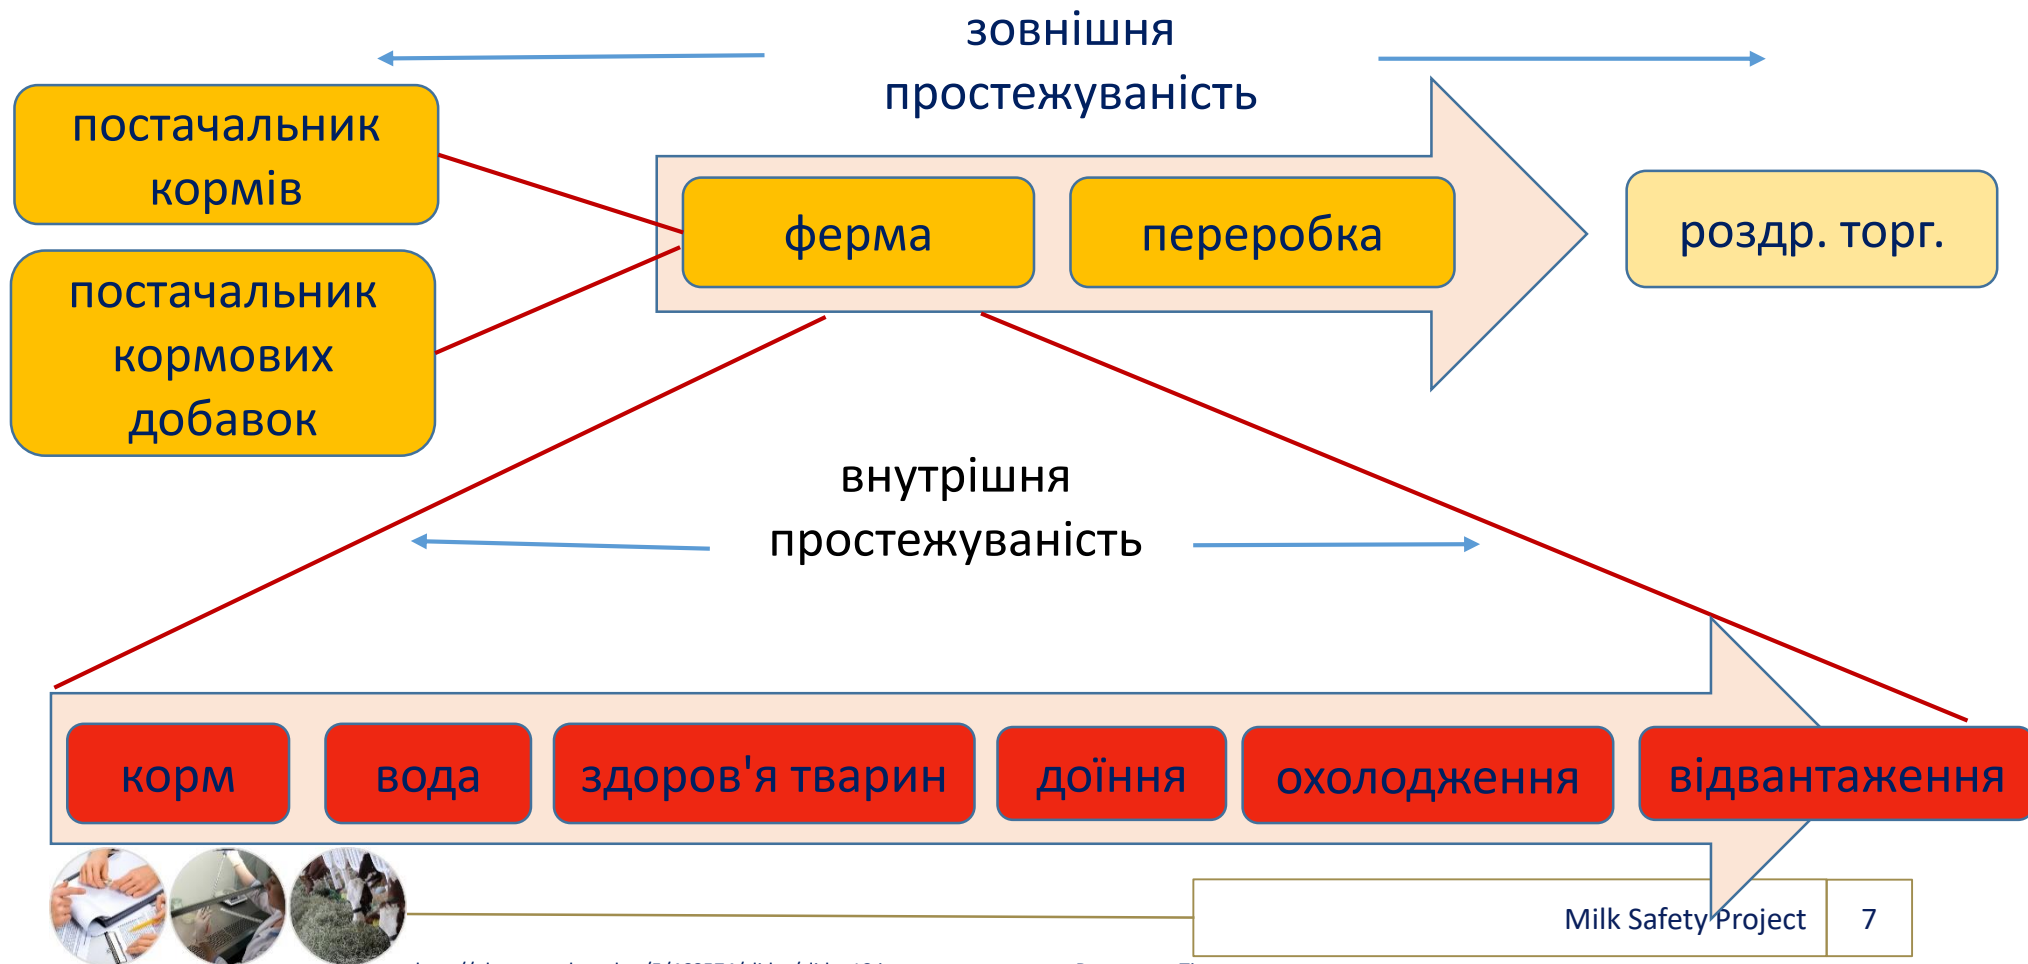 зовнішня
простежуваність
постачальник
кормів
ферма
переробка
роздр. торг.
постачальник
кормових
добавок
внутрішня
простежуваність
корм
вода
здоров'я тварин
доїння
охолодження
відвантаження
Milk Safety Project
7